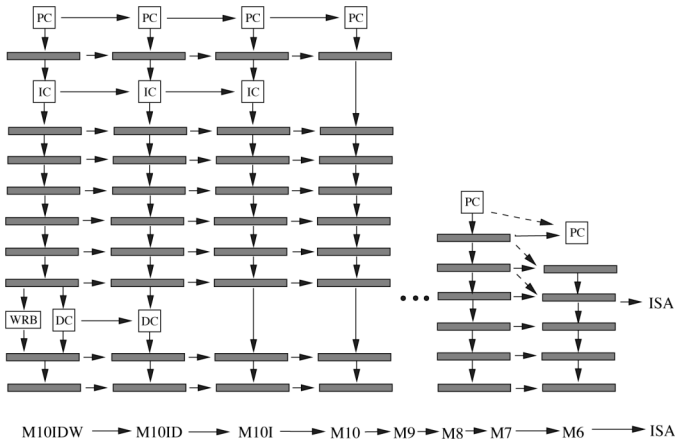 PC PC PC PC
IC IC IC
PC
PC
ISA
WRB DC DC
M10IDW M10ID M10I M10 M9 M8 M7 M6 ISA